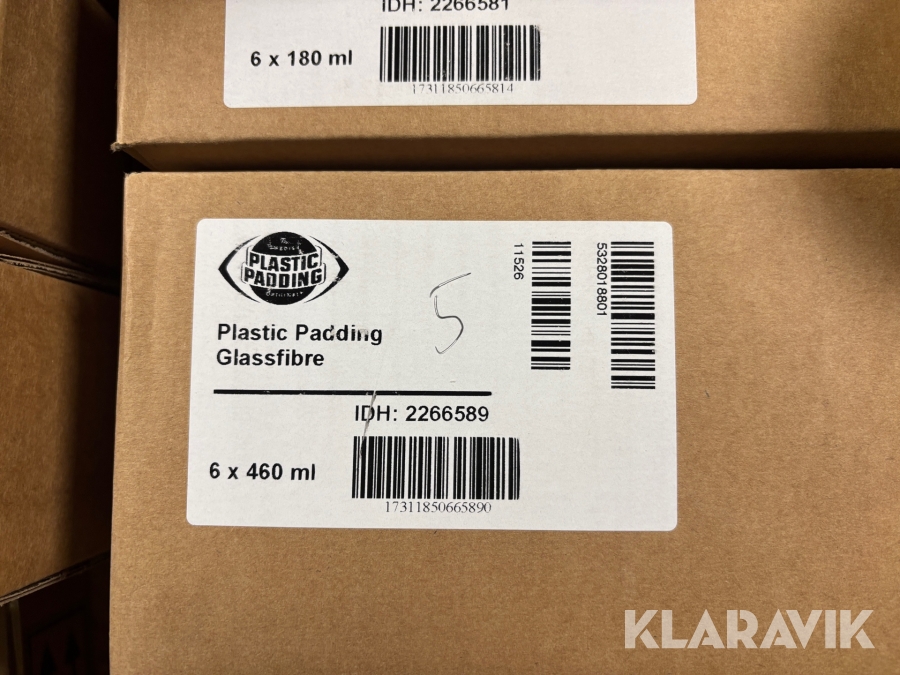 IDH: 2266581
6 x 180 ml
17311850665814
PLASTIC
PADDING
5
Plastic Padding
Glassfibre
11526
5328018801
IDH: 2266589
6 x 460 ml
17311850665890
KLARAVIK